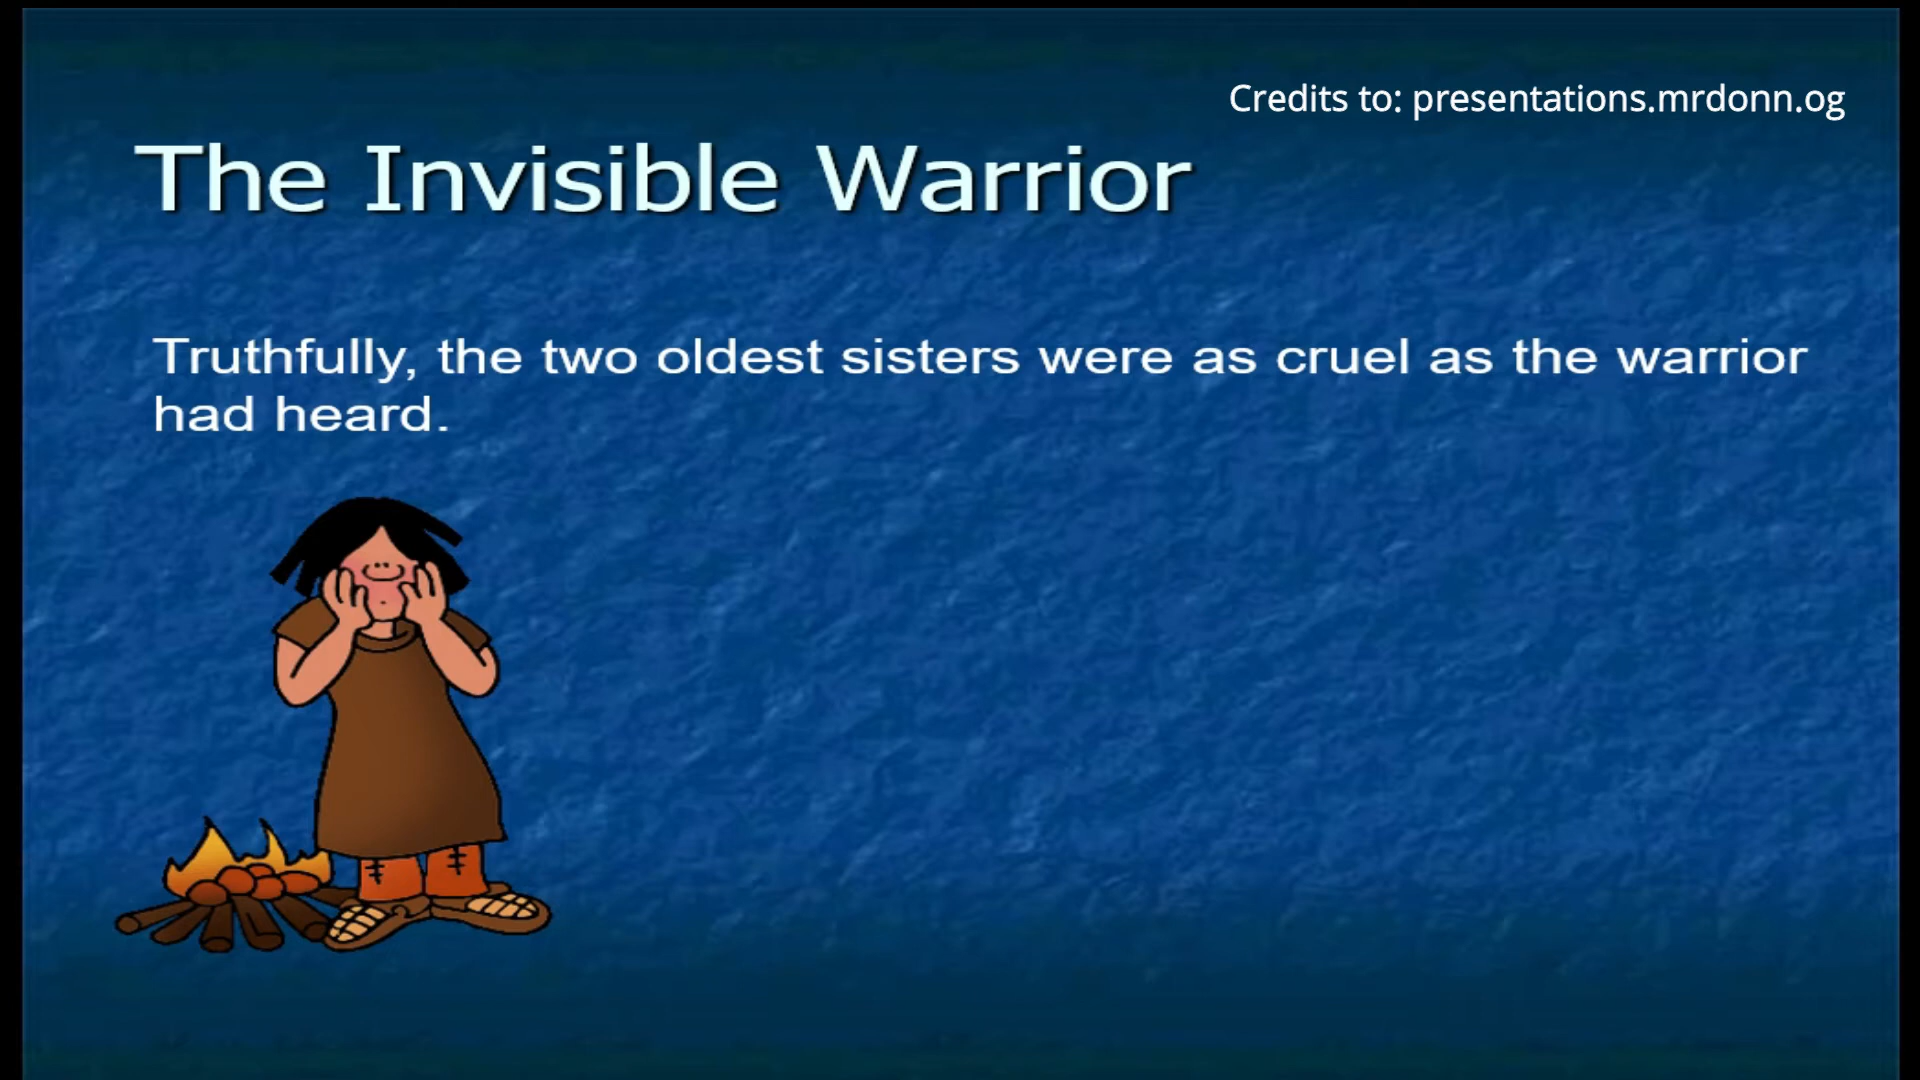 Credits to: presentations.mrdonn.og
The Invisible Warrior
Truthfully, the two oldest sisters were as cruel as the warrior
had heard.